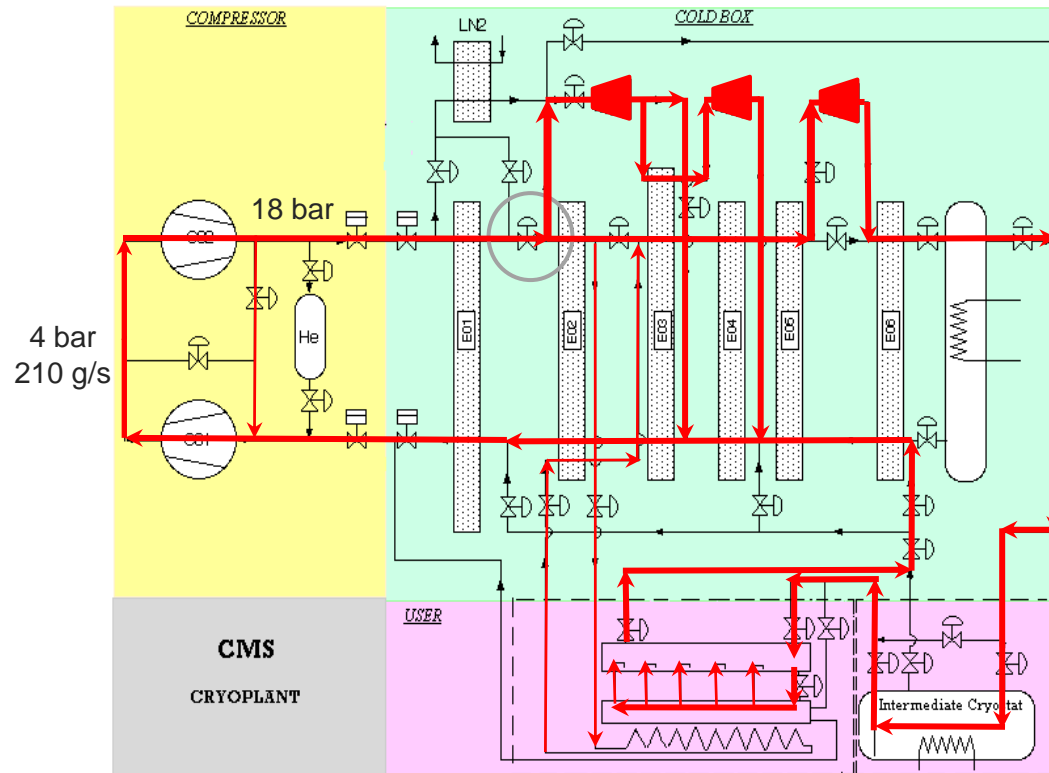 COMPRESSOR
COLD BOX
LN2
18 bar
4 bar
210 g/s
He
E01
E02
E03
E04
E05
E06
CMS
CRYOPLANT
USER
Intermediate Cryostat